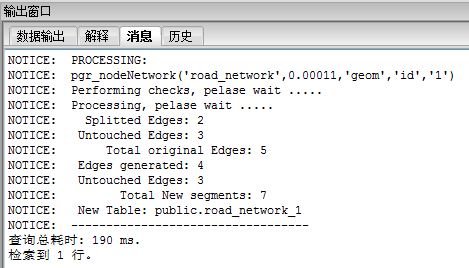 输出窗口
数据输出 解释 消息 历史
NOTICE:  PROCESSING:
NOTICE:  pgr_nodeNetwork('road_network',0.00011,'geom','id','1')
NOTICE:  Performing checks, pelase wait .....
NOTICE:  Processing, pelase wait .....
NOTICE:    Splitted Edges: 2
NOTICE:   Untouched Edges: 3
NOTICE:       Total original Edges: 5
NOTICE:   Edges generated: 4
NOTICE:   Untouched Edges: 3
NOTICE:         Total New segments: 7
NOTICE:   New Table: public.road_network_1
NOTICE:  ----------------------------------
查询总耗时: 190 ms.
检索到 1 行。